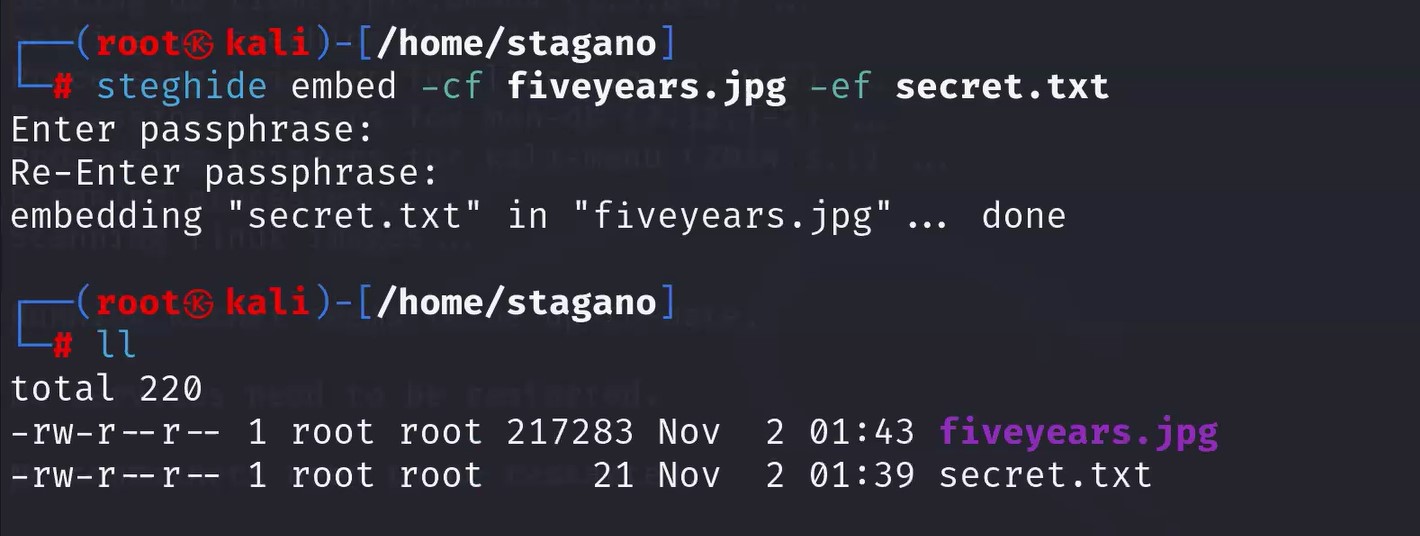 ┌──(root㉿kali)-[/home/stagano]
└─# steghide embed -cf fiveyears.jpg -ef secret.txt
Enter passphrase:
Re-Enter passphrase:
embedding "secret.txt" in "fiveyears.jpg"... done
┌──(root㉿kali)-[/home/stagano]
└─# ll
total 220
-rw-r--r-- 1 root root 217283 Nov  2 01:43 fiveyears.jpg
-rw-r--r-- 1 root root     21 Nov  2 01:39 secret.txt